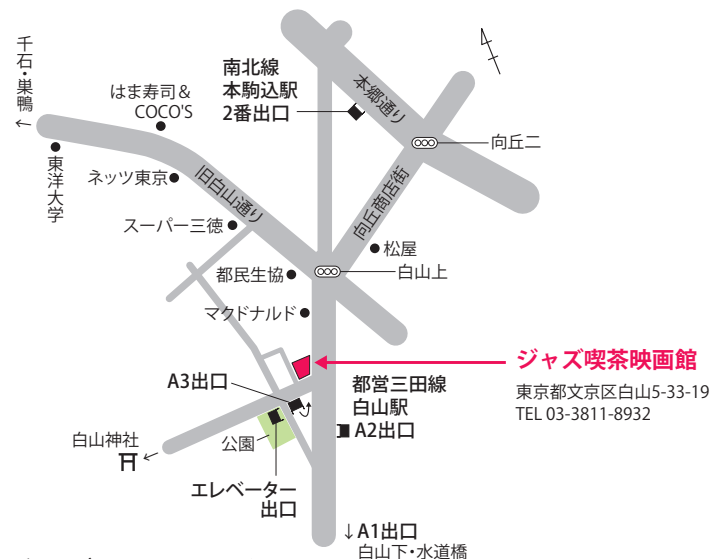 千石・巣鴨
←
南北線
本駒込駅
2番出口
本郷通り
はま寿司&
COCO'S
向丘二
東洋大学
ネッツ東京
旧白山通り
向丘商店街
スーパー三徳
松屋
都民生協
白山上
マクドナルド
ジャズ喫茶映画館
東京都文京区白山5-33-19
TEL 03-3811-8932
A3出口
都営三田線
白山駅
A2出口
白山神社
←
公園
エレベーター
出口
↓A1出口
白山下・水道橋